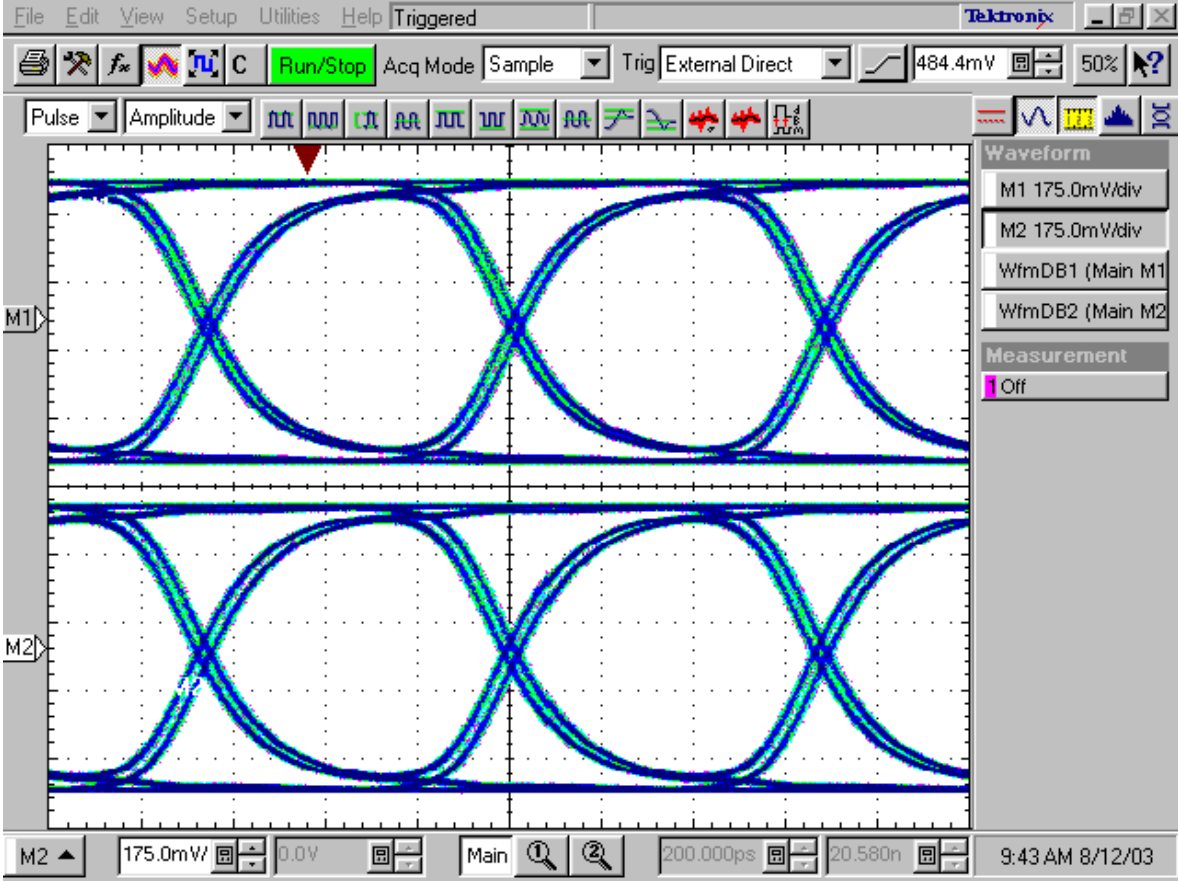 File Edit View Setup Utilities Help Triggered Tektronix
C Run/Stop Acq Mode Sample Trig External Direct 484.4mV 50% ?
Pulse Amplitude
Waveform
M1 175.0mV/div
M2 175.0mV/div
WfmDB1 (Main M1
WfmDB2 (Main M2
Measurement
1 Off
M1
M2
M2 175.0mV/ 0.0V Main 1 2 200.000ps 20.580n 9:43 AM 8/12/03